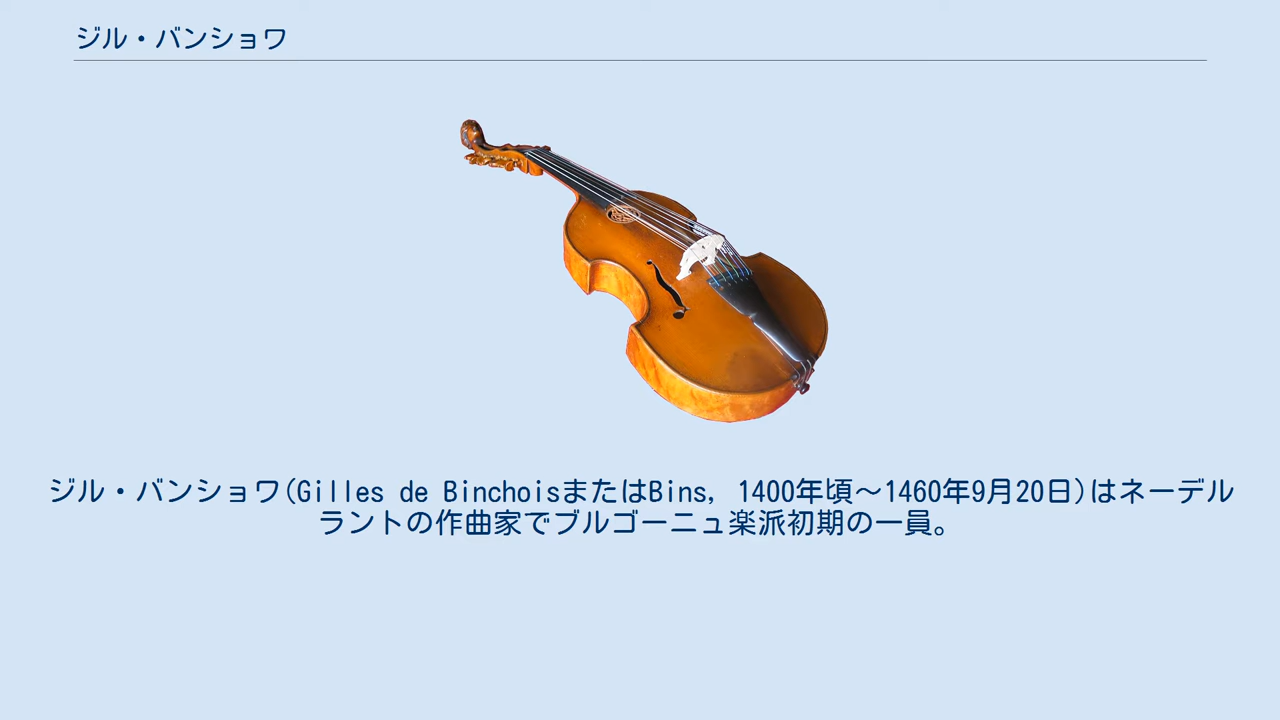 ジル・バンショワ
ジル・バンショワ(Gilles de BinchoisまたはBins, 1400年頃〜1460年9月20日)はネーデル
ラントの作曲家でブルゴーニュ楽派初期の一員。